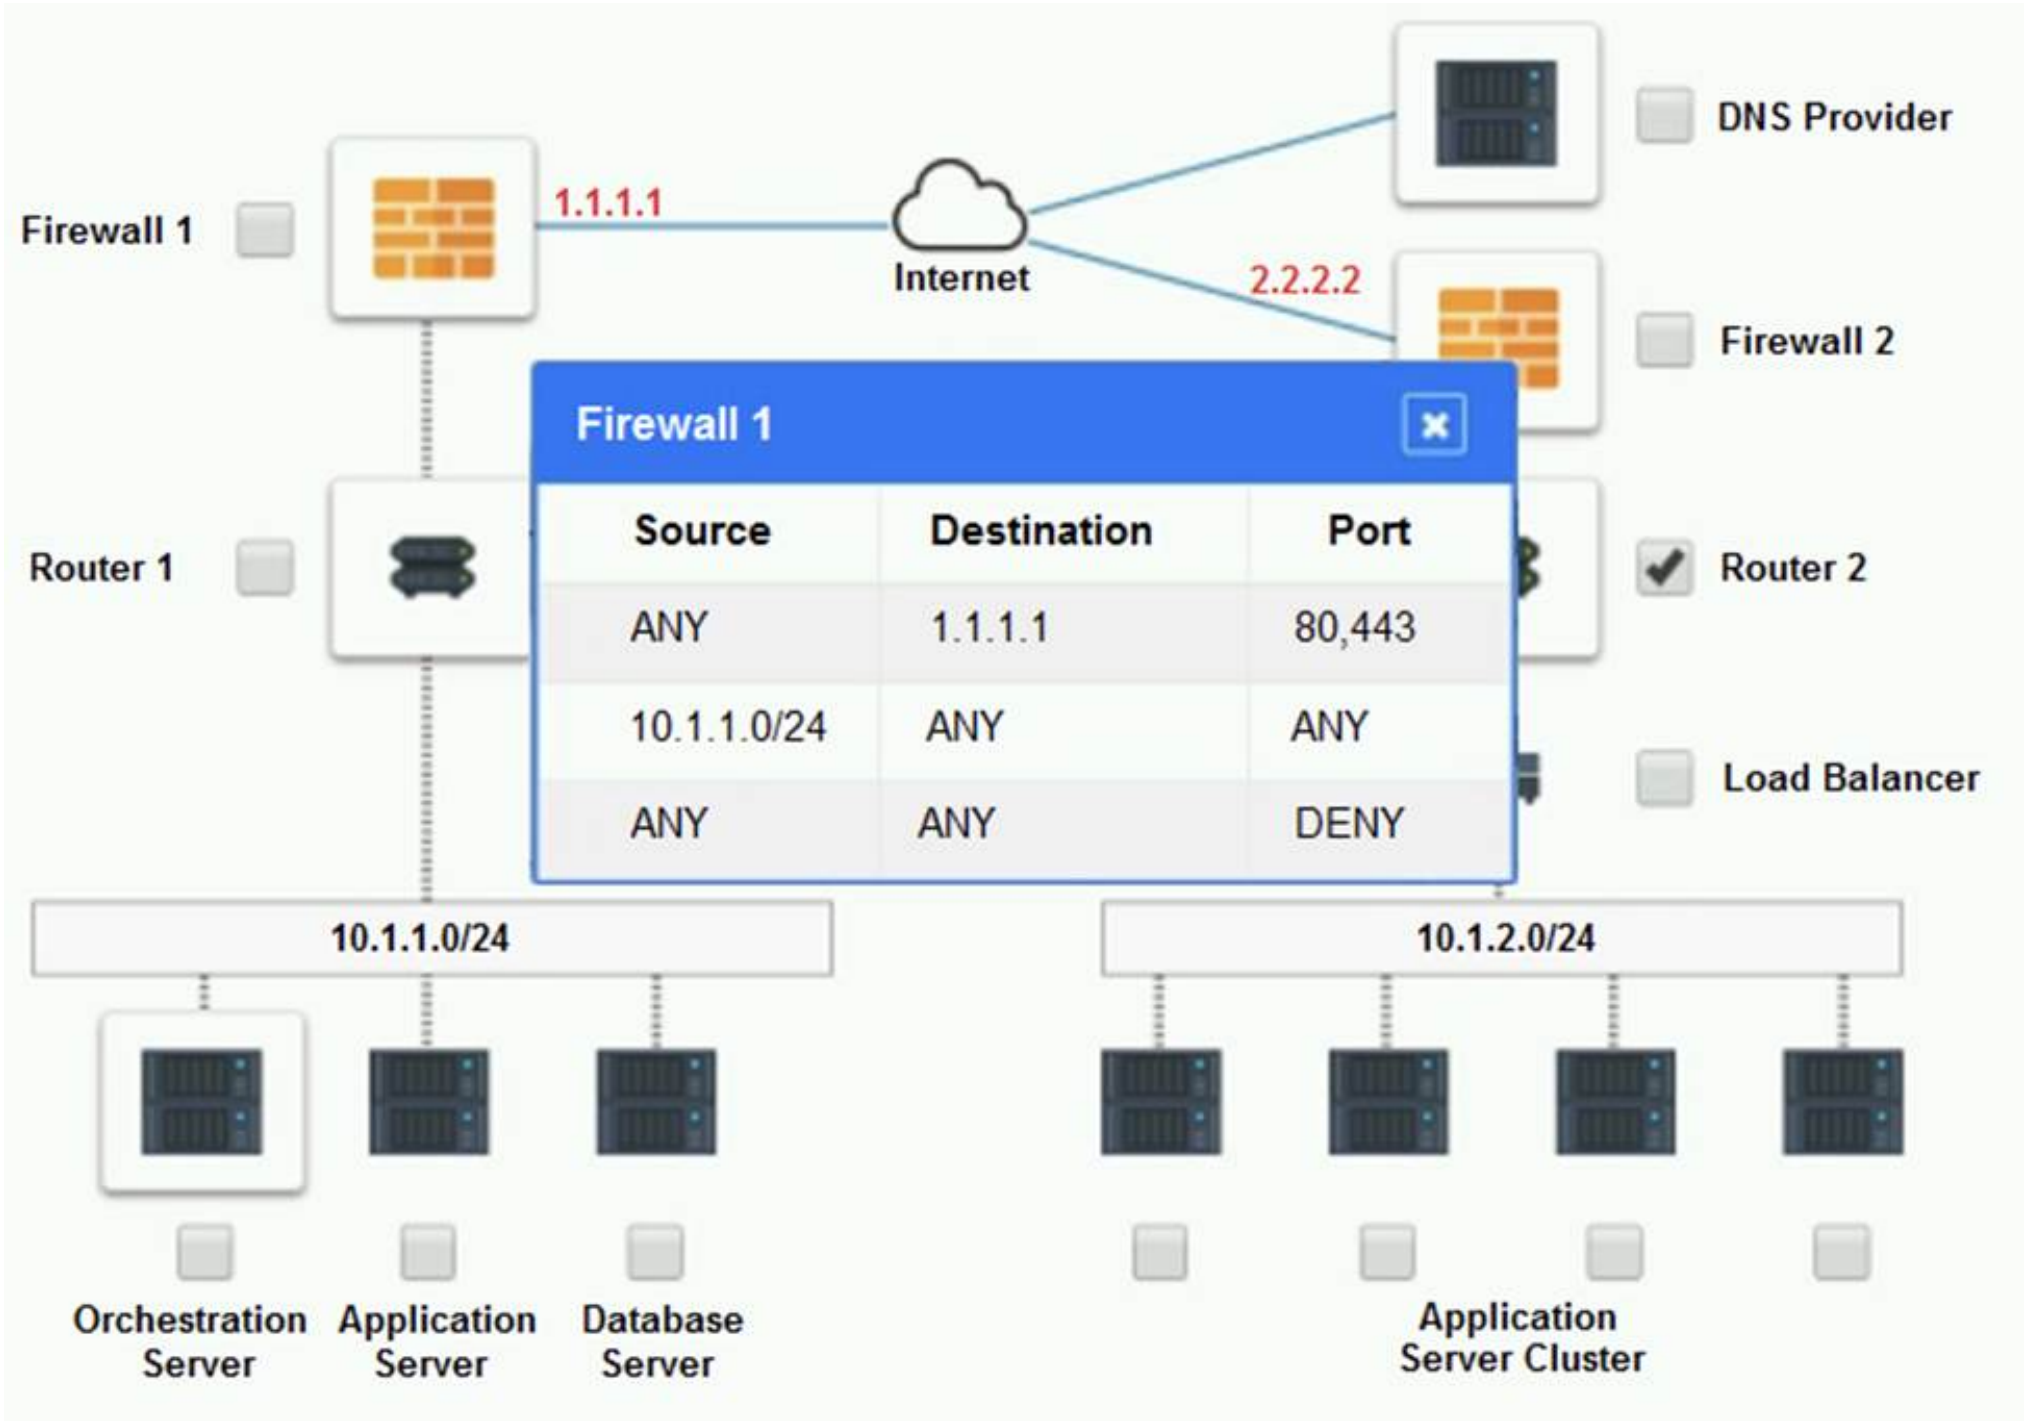 DNS Provider
Firewall 1
1.1.1.1
Internet
2.2.2.2
Firewall 2
Firewall 1
Source Destination Port
ANY 1.1.1.1 80,443
10.1.1.0/24 ANY ANY
ANY ANY DENY
Router 1
Router 2
Load Balancer
10.1.1.0/24
10.1.2.0/24
Orchestration
Server
Application
Server
Database
Server
Application
Server Cluster